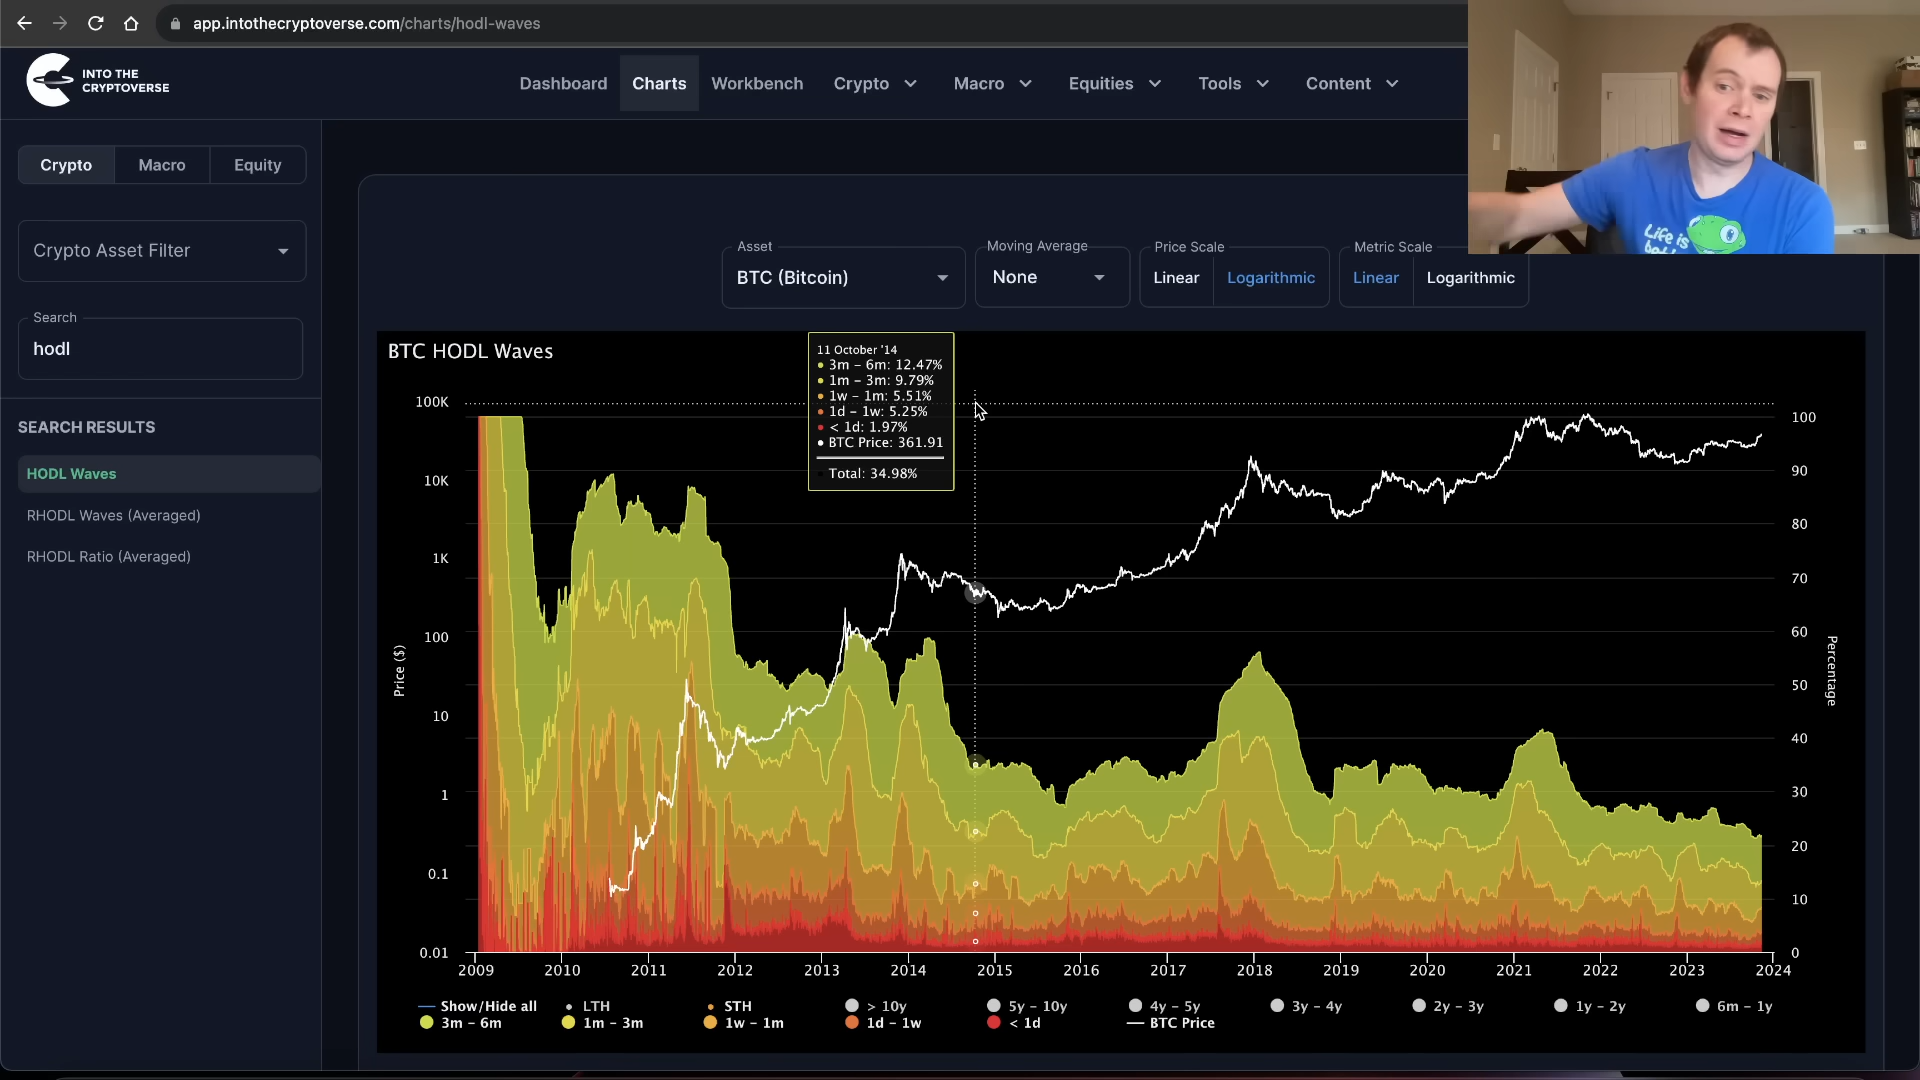 app.intothecryptoverse.com/charts/hodl-waves
INTO THE
CRYPTOVERSE
Dashboard
Charts
Workbench
Crypto
Macro
Equities
Tools
Content
Crypto
Macro
Equity
Crypto Asset Filter
Search
hodl
SEARCH RESULTS
HODL Waves
RHODL Waves (Averaged)
RHODL Ratio (Averaged)
Asset
BTC (Bitcoin)
Moving Average
None
Price Scale
Linear
Logarithmic
Metric Scale
Linear
Logarithmic
Life is
BTC HODL Waves
11 October '14
3m – 6m: 12.47%
1m – 3m: 9.79%
1w – 1m: 5.51%
1d – 1w: 5.25%
< 1d: 1.97%
BTC Price: 361.91
Total: 34.98%
100K
10K
1K
100
10
1
0.1
0.01
Price ($)
100
90
80
70
60
50
40
30
20
10
0
Percentage
2009
2010
2011
2012
2013
2014
2015
2016
2017
2018
2019
2020
2021
2022
2023
2024
Show/Hide all
LTH
STH
> 10y
5y – 10y
4y – 5y
3y – 4y
2y – 3y
1y – 2y
6m – 1y
3m – 6m
1m – 3m
1w – 1m
1d – 1w
< 1d
BTC Price